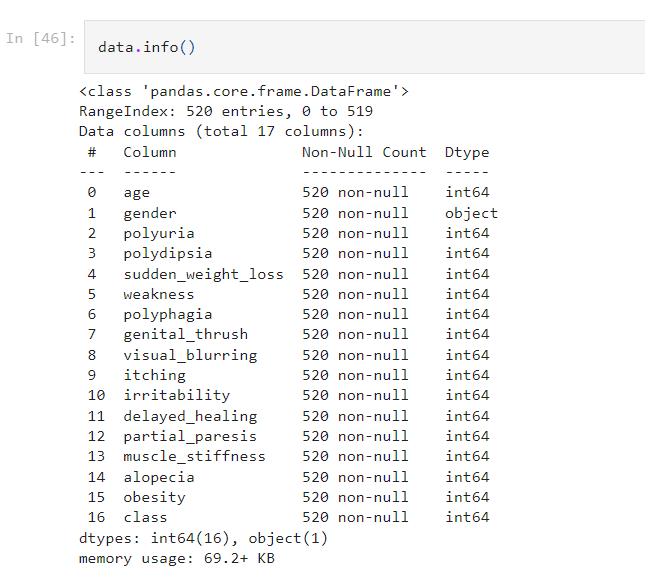 In [46]: data.info()
<class 'pandas.core.frame.DataFrame'>
RangeIndex: 520 entries, 0 to 519
Data columns (total 17 columns):
 #   Column              Non-Null Count  Dtype
---  ------              --------------  -----
 0   age                 520 non-null    int64
 1   gender              520 non-null    object
 2   polyuria            520 non-null    int64
 3   polydipsia          520 non-null    int64
 4   sudden_weight_loss  520 non-null    int64
 5   weakness            520 non-null    int64
 6   polyphagia          520 non-null    int64
 7   genital_thrush      520 non-null    int64
 8   visual_blurring     520 non-null    int64
 9   itching             520 non-null    int64
 10  irritability        520 non-null    int64
 11  delayed_healing     520 non-null    int64
 12  partial_paresis     520 non-null    int64
 13  muscle_stiffness    520 non-null    int64
 14  alopecia            520 non-null    int64
 15  obesity             520 non-null    int64
 16  class               520 non-null    int64
dtypes: int64(16), object(1)
memory usage: 69.2+ KB